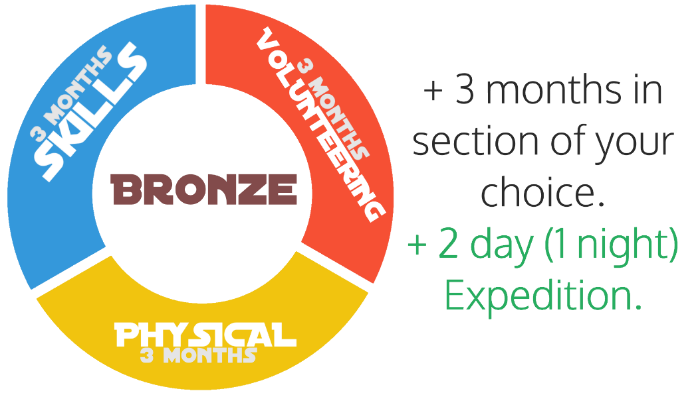 3 MONTHS
SKILLS
3 MONTHS
VOLUNTEERING
BRONZE
PHYSICAL
3 MONTHS
+ 3 months in
section of your
choice.
+ 2 day (1 night)
Expedition.